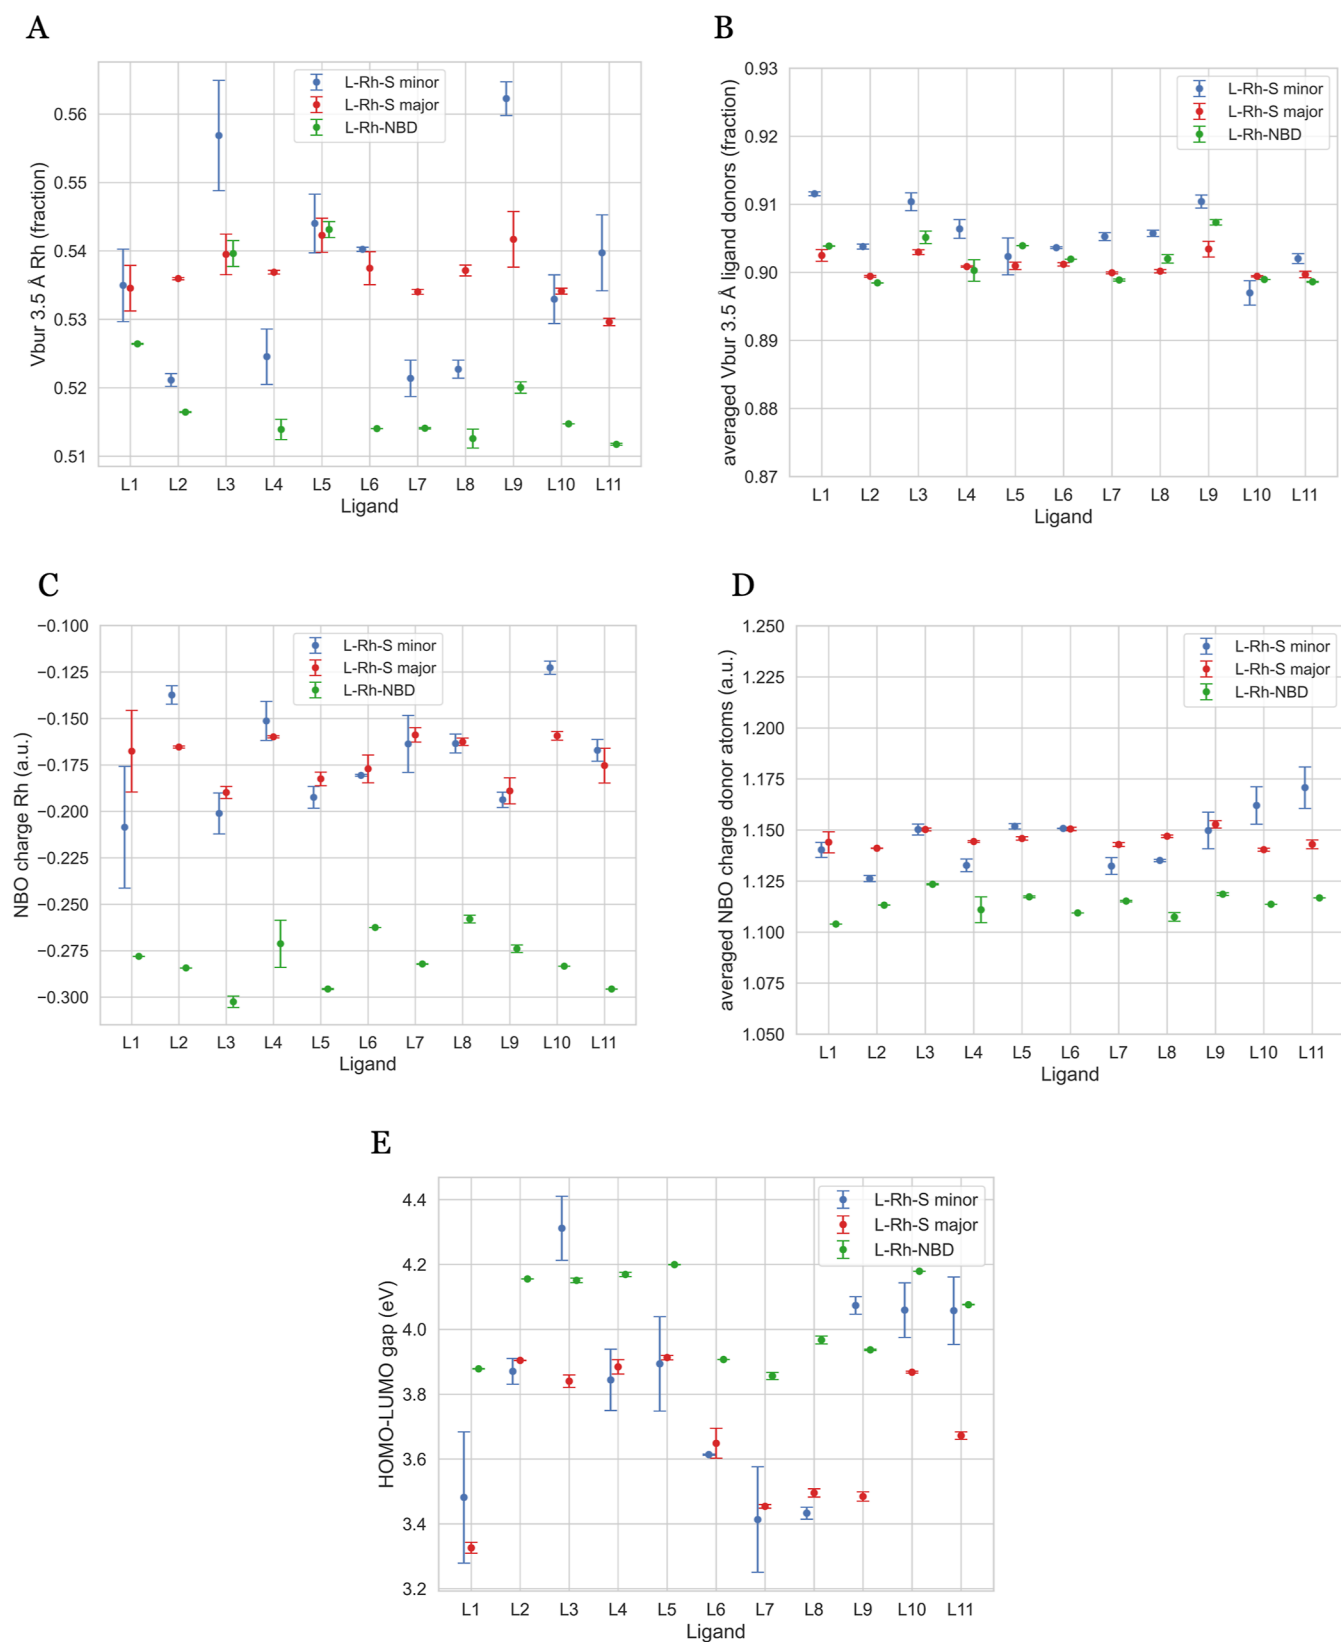 A
Vbur 3.5 Å Rh (fraction)
0.56
0.55
0.54
0.53
0.52
0.51
L-Rh-S minor
L-Rh-S major
L-Rh-NBD
L1 L2 L3 L4 L5 L6 L7 L8 L9 L10 L11
Ligand
B
averaged Vbur 3.5 Å ligand donors (fraction)
0.93
0.92
0.91
0.90
0.89
0.88
0.87
L-Rh-S minor
L-Rh-S major
L-Rh-NBD
L1 L2 L3 L4 L5 L6 L7 L8 L9 L10 L11
Ligand
C
NBO charge Rh (a.u.)
−0.100
−0.125
−0.150
−0.175
−0.200
−0.225
−0.250
−0.275
−0.300
L-Rh-S minor
L-Rh-S major
L-Rh-NBD
L1 L2 L3 L4 L5 L6 L7 L8 L9 L10 L11
Ligand
D
averaged NBO charge donor atoms (a.u.)
1.250
1.225
1.200
1.175
1.150
1.125
1.100
1.075
1.050
L-Rh-S minor
L-Rh-S major
L-Rh-NBD
L1 L2 L3 L4 L5 L6 L7 L8 L9 L10 L11
Ligand
E
HOMO-LUMO gap (eV)
4.4
4.2
4.0
3.8
3.6
3.4
3.2
L-Rh-S minor
L-Rh-S major
L-Rh-NBD
L1 L2 L3 L4 L5 L6 L7 L8 L9 L10 L11
Ligand